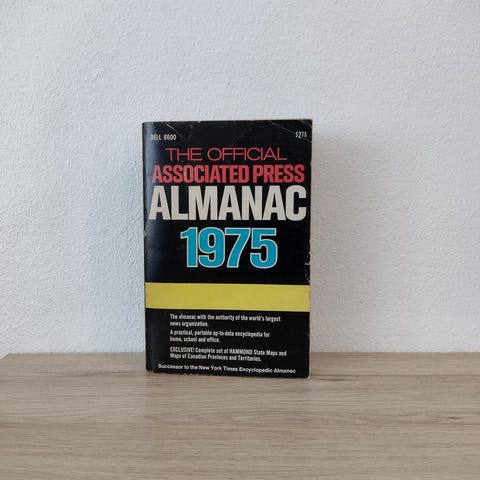 DELL 6600 $2.75
THE OFFICIAL
ASSOCIATED PRESS
ALMANAC
1975
The almanac with the authority of the world's largest
news organization.
A practical, portable up-to-date encyclopedia for
home, school and office.
EXCLUSIVE! Complete set of HAMMOND State Maps and
Maps of Canadian Provinces and Territories.
Successor to the New York Times Encyclopedic Almanac